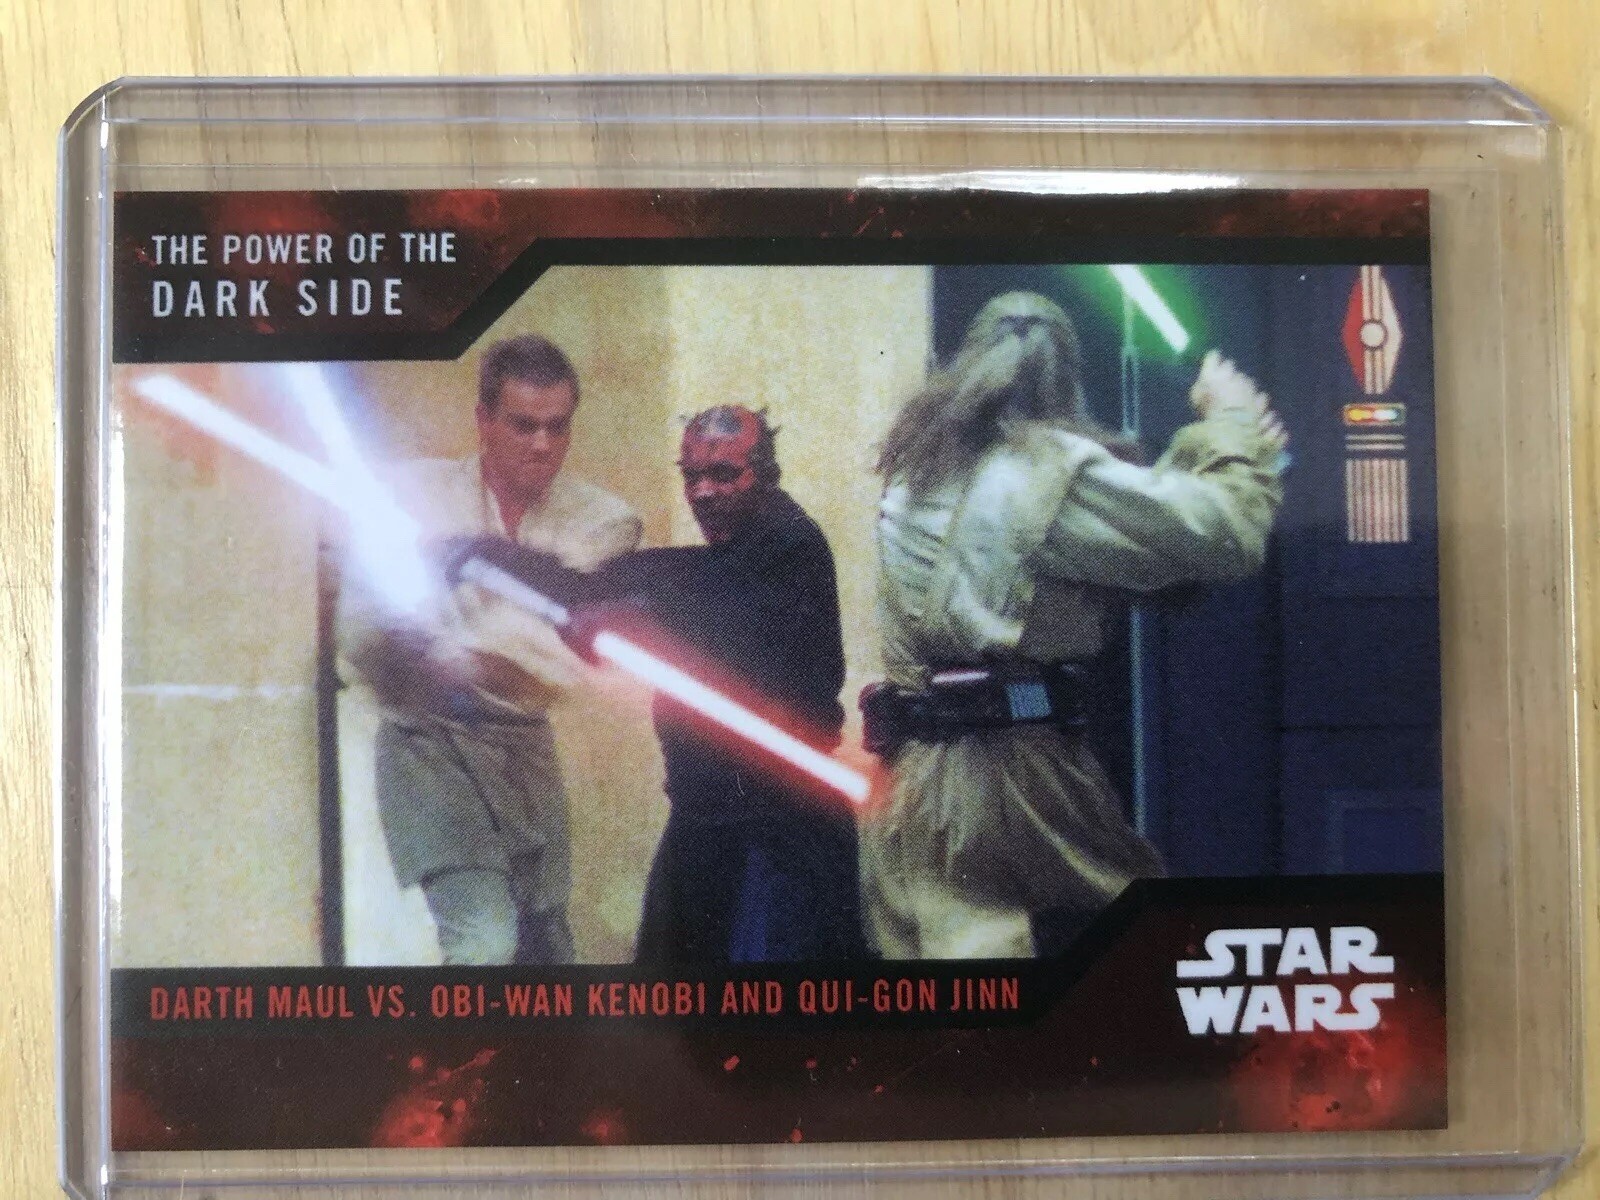 THE POWER OF THE
DARK SIDE
DARTH MAUL VS. OBI-WAN KENOBI AND QUI-GON JINN
STAR
WARS